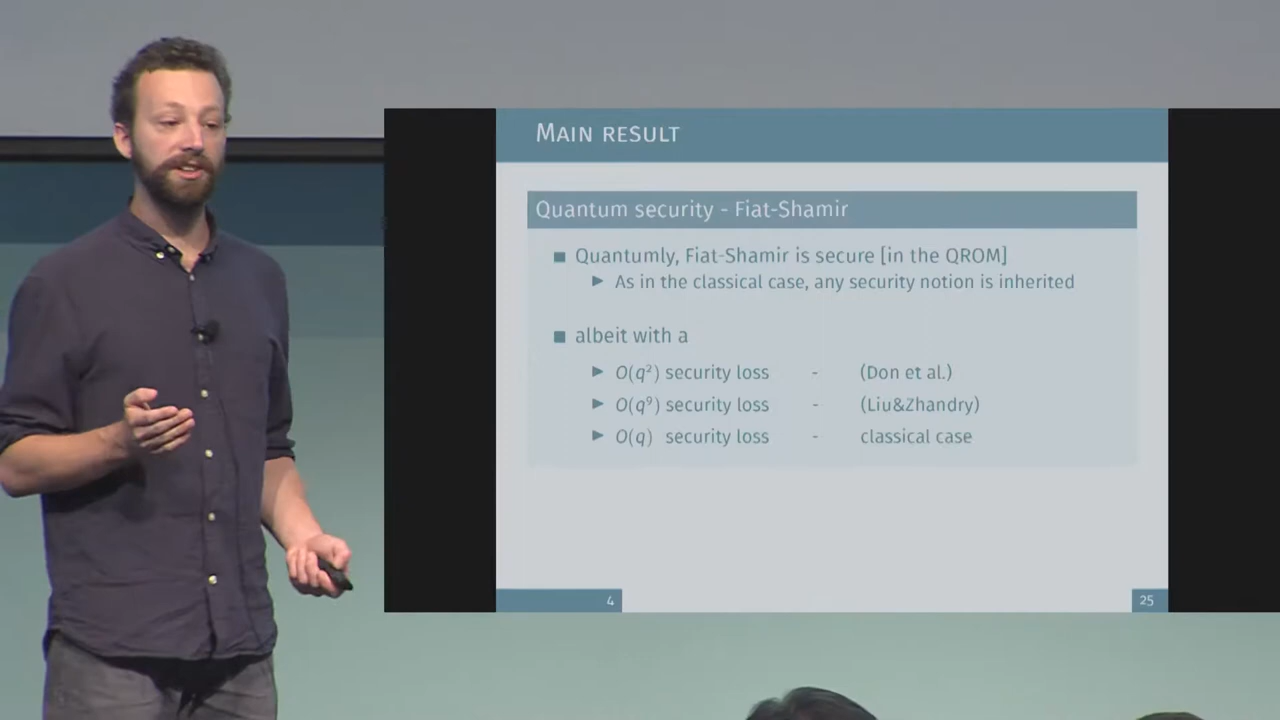 MAIN RESULT
Quantum security - Fiat-Shamir
■ Quantumly, Fiat-Shamir is secure [in the QROM]
▶ As in the classical case, any security notion is inherited
■ albeit with a
▶ O(q²) security loss - (Don et al.)
▶ O(q⁹) security loss - (Liu&Zhandry)
▶ O(q) security loss - classical case
4 25